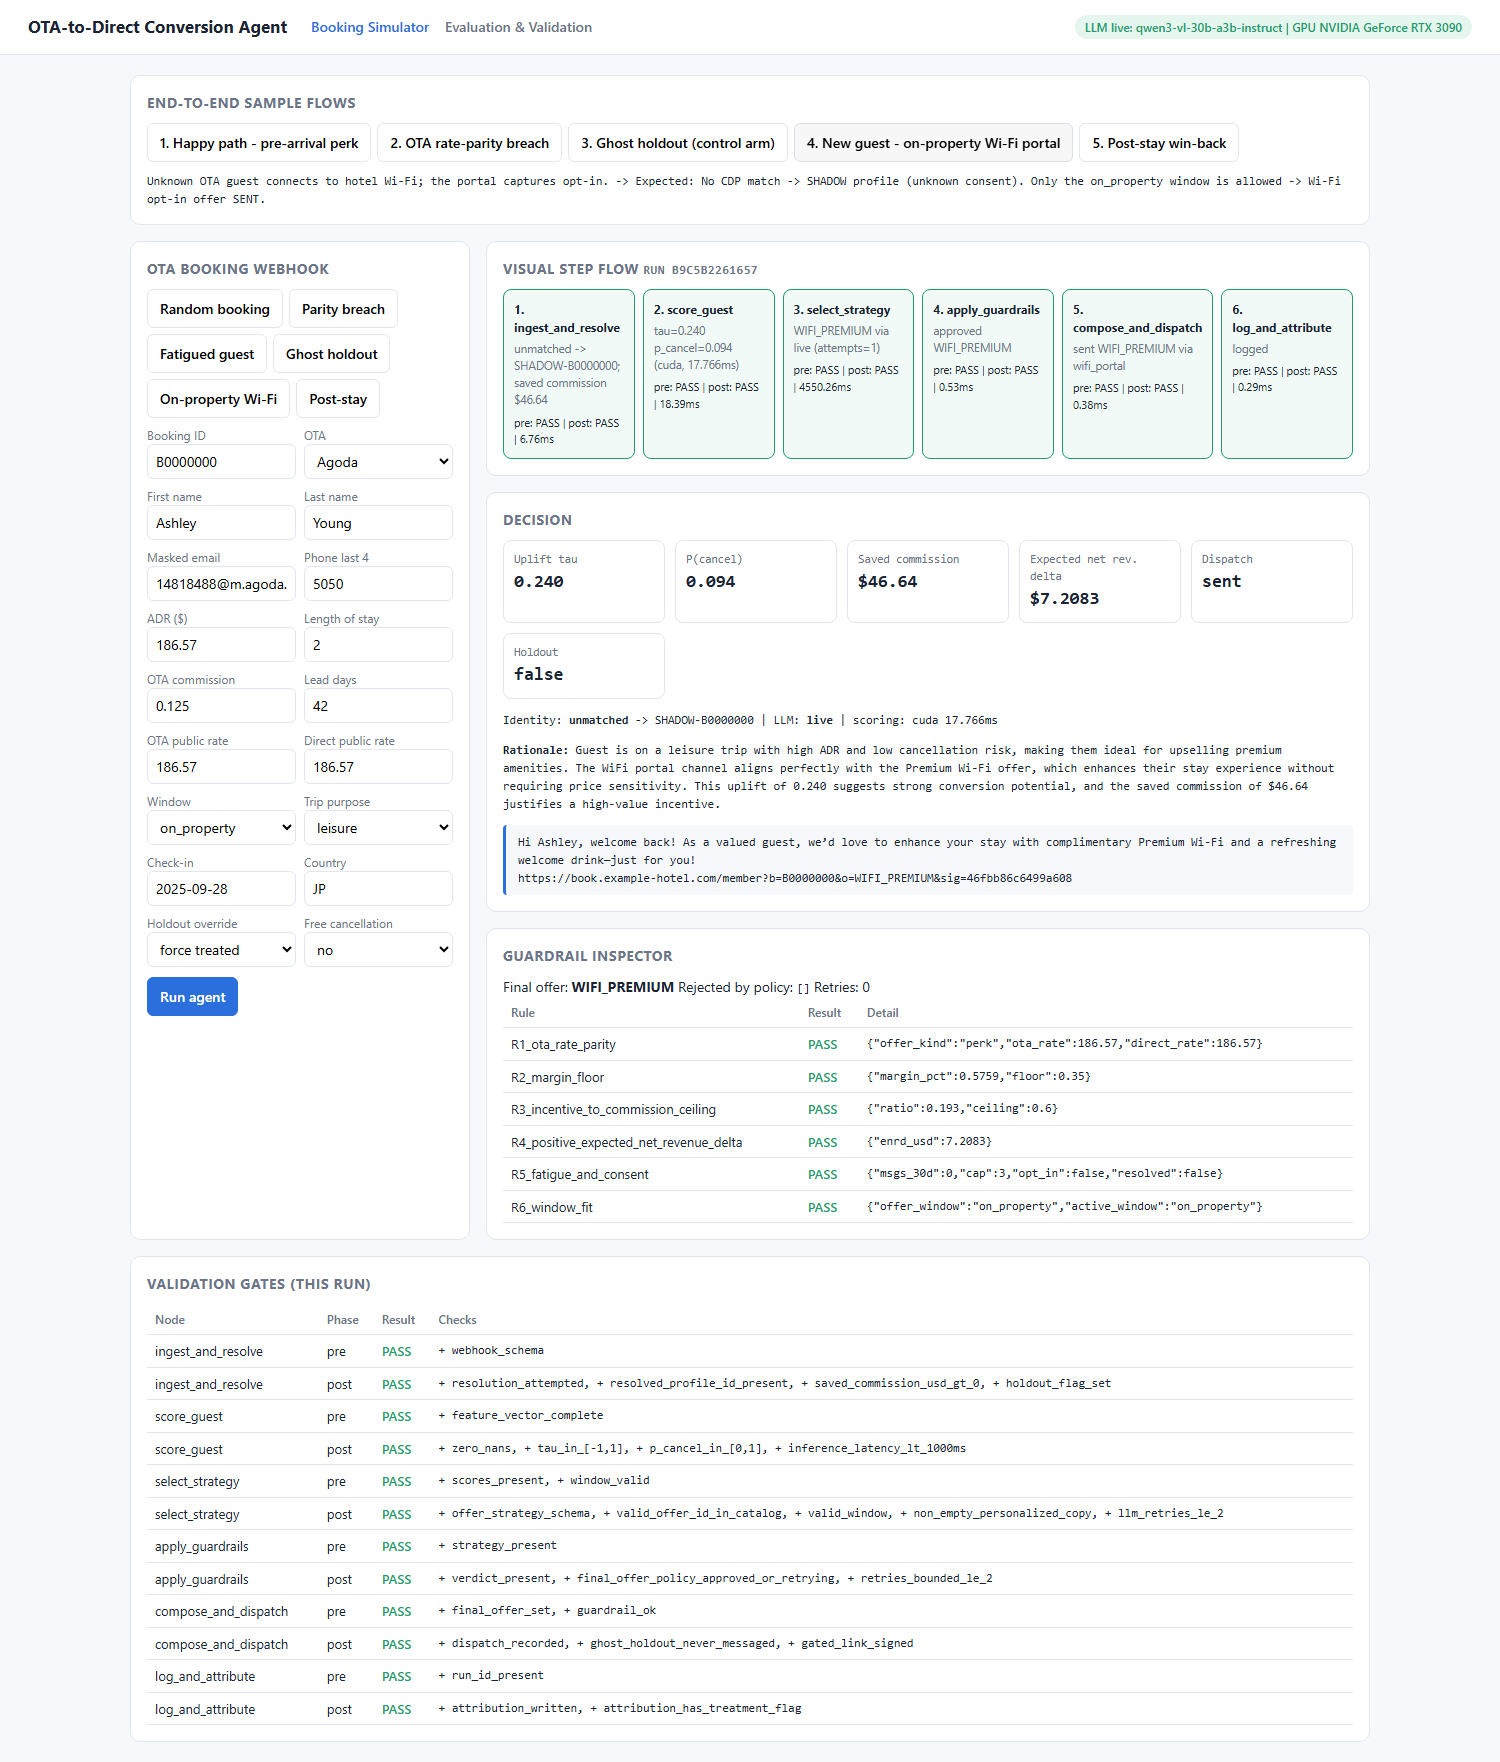 OTA-to-Direct Conversion Agent
Booking Simulator
Evaluation & Validation
LLM live: qwen3-vl-30b-a3b-instruct | GPU NVIDIA GeForce RTX 3090
END-TO-END SAMPLE FLOWS
1. Happy path - pre-arrival perk
2. OTA rate-parity breach
3. Ghost holdout (control arm)
4. New guest - on-property Wi-Fi portal
5. Post-stay win-back
Unknown OTA guest connects to hotel Wi-Fi; the portal captures opt-in. -> Expected: No CDP match -> SHADOW profile (unknown consent). Only the on_property window is allowed -> Wi-Fi
opt-in offer SENT.
OTA BOOKING WEBHOOK
Random booking
Parity breach
Fatigued guest
Ghost holdout
On-property Wi-Fi
Post-stay
Booking ID
OTA
B0000000
Agoda
First name
Last name
Ashley
Young
Masked email
Phone last 4
14818488@m.agoda.
5050
ADR ($)
Length of stay
186.57
2
OTA commission
Lead days
0.125
42
OTA public rate
Direct public rate
186.57
186.57
Window
Trip purpose
on_property
leisure
Check-in
Country
2025-09-28
JP
Holdout override
Free cancellation
force treated
no
Run agent
VISUAL STEP FLOW RUN B9C5B2261657
1.
ingest_and_resolve
unmatched ->
SHADOW-B0000000;
saved commission
$46.64
pre: PASS | post: PASS
| 6.76ms
2. score_guest
tau=0.240
p_cancel=0.094
(cuda, 17.766ms)
pre: PASS | post: PASS
| 18.39ms
3. select_strategy
WIFI_PREMIUM via
live (attempts=1)
pre: PASS | post: PASS
| 4550.26ms
4. apply_guardrails
approved
WIFI_PREMIUM
pre: PASS | post: PASS
| 0.53ms
5.
compose_and_dispatch
sent WIFI_PREMIUM via
wifi_portal
pre: PASS | post: PASS |
0.38ms
6.
log_and_attribute
logged
pre: PASS | post: PASS
| 0.29ms
DECISION
Uplift tau
0.240
P(cancel)
0.094
Saved commission
$46.64
Expected net rev.
delta
$7.2083
Dispatch
sent
Holdout
false
Identity: unmatched -> SHADOW-B0000000 | LLM: live | scoring: cuda 17.766ms
Rationale: Guest is on a leisure trip with high ADR and low cancellation risk, making them ideal for upselling premium
amenities. The WiFi portal channel aligns perfectly with the Premium Wi-Fi offer, which enhances their stay experience without
requiring price sensitivity. This uplift of 0.240 suggests strong conversion potential, and the saved commission of $46.64
justifies a high-value incentive.
Hi Ashley, welcome back! As a valued guest, we’d love to enhance your stay with complimentary Premium Wi-Fi and a refreshing
welcome drink—just for you!
https://book.example-hotel.com/member?b=B0000000&o=WIFI_PREMIUM&sig=46fbb86c6499a608
GUARDRAIL INSPECTOR
Final offer: WIFI_PREMIUM Rejected by policy: [] Retries: 0
Rule Result Detail
R1_ota_rate_parity PASS {"offer_kind":"perk","ota_rate":186.57,"direct_rate":186.57}
R2_margin_floor PASS {"margin_pct":0.5759,"floor":0.35}
R3_incentive_to_commission_ceiling PASS {"ratio":0.193,"ceiling":0.6}
R4_positive_expected_net_revenue_delta PASS {"enrd_usd":7.2083}
R5_fatigue_and_consent PASS {"msgs_30d":0,"cap":3,"opt_in":false,"resolved":false}
R6_window_fit PASS {"offer_window":"on_property","active_window":"on_property"}
VALIDATION GATES (THIS RUN)
Node Phase Result Checks
ingest_and_resolve pre PASS + webhook_schema
ingest_and_resolve post PASS + resolution_attempted, + resolved_profile_id_present, + saved_commission_usd_gt_0, + holdout_flag_set
score_guest pre PASS + feature_vector_complete
score_guest post PASS + zero_nans, + tau_in_[-1,1], + p_cancel_in_[0,1], + inference_latency_lt_1000ms
select_strategy pre PASS + scores_present, + window_valid
select_strategy post PASS + offer_strategy_schema, + valid_offer_id_in_catalog, + valid_window, + non_empty_personalized_copy, + llm_retries_le_2
apply_guardrails pre PASS + strategy_present
apply_guardrails post PASS + verdict_present, + final_offer_policy_approved_or_retrying, + retries_bounded_le_2
compose_and_dispatch pre PASS + final_offer_set, + guardrail_ok
compose_and_dispatch post PASS + dispatch_recorded, + ghost_holdout_never_messaged, + gated_link_signed
log_and_attribute pre PASS + run_id_present
log_and_attribute post PASS + attribution_written, + attribution_has_treatment_flag